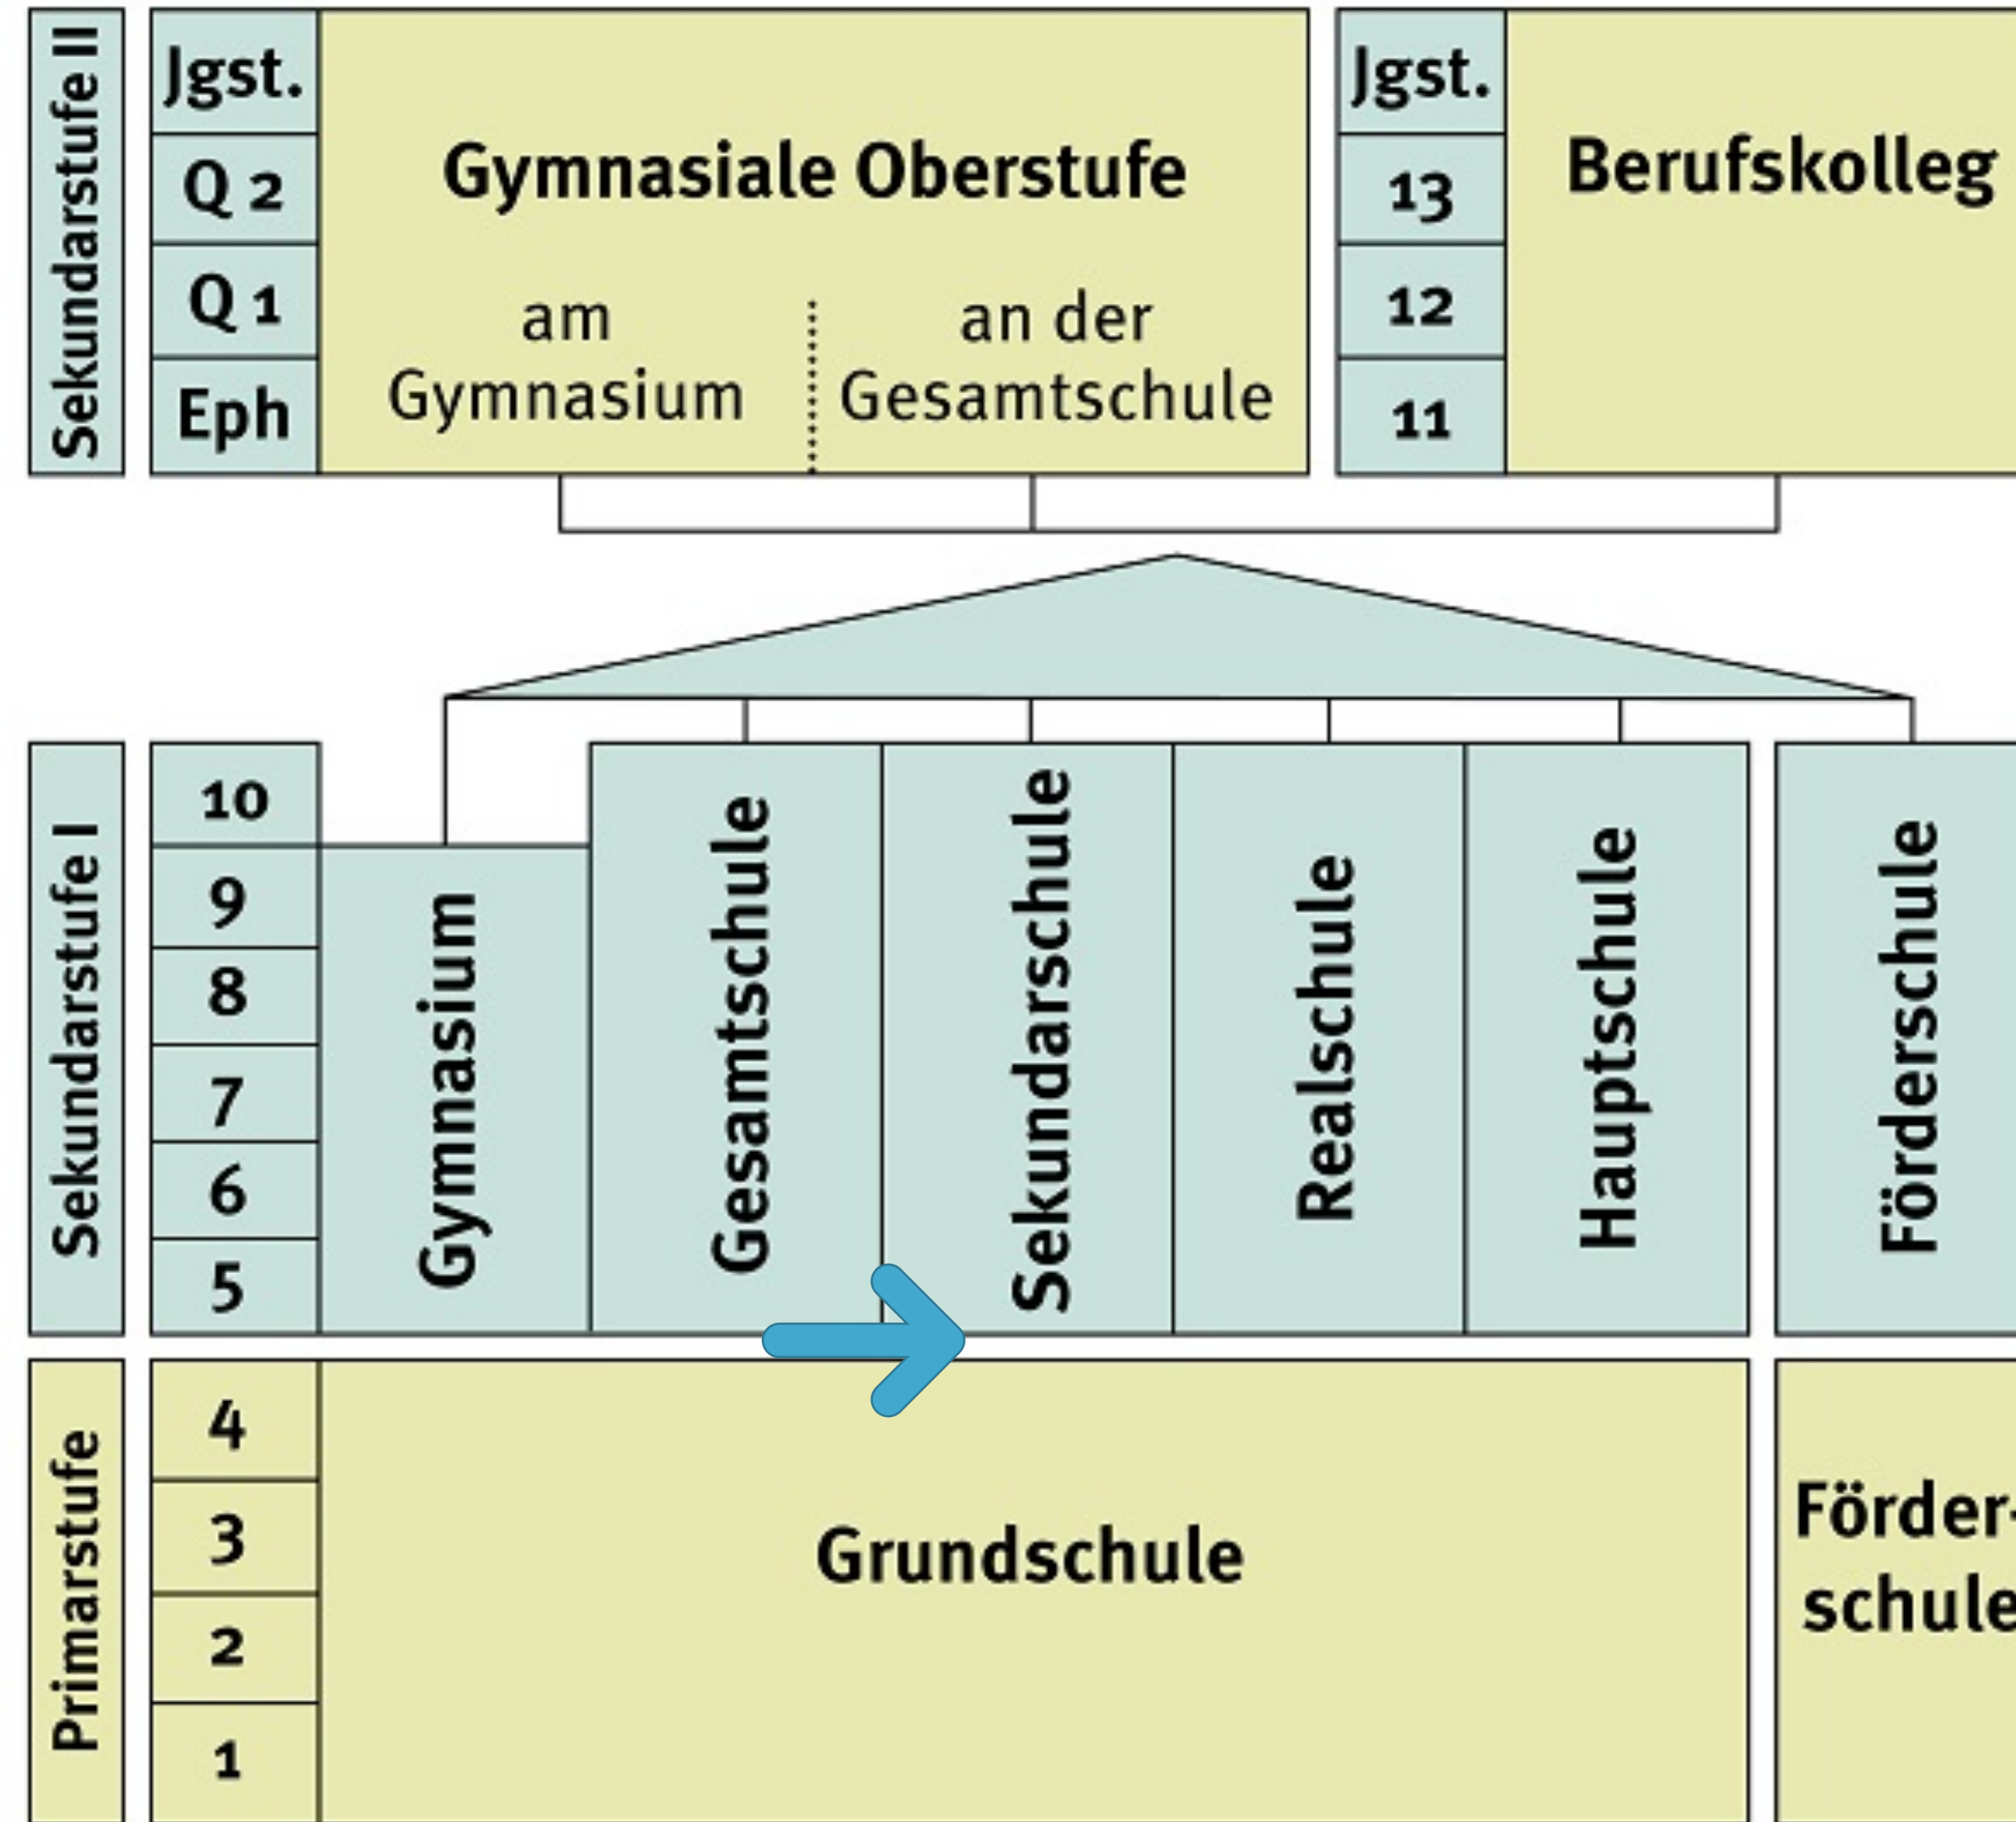 Sekundarstufe II
Jgst.
Q 2
Q 1
Eph
Gymnasiale Oberstufe
am
Gymnasium
an der
Gesamtschule
Jgst.
13
12
11
Berufskolleg
Sekundarstufe I
10
9
8
7
6
5
Gymnasium
Gesamtschule
Sekundarschule
Realschule
Hauptschule
Förderschule
Primarstufe
4
3
2
1
Grundschule
Förder-
schule